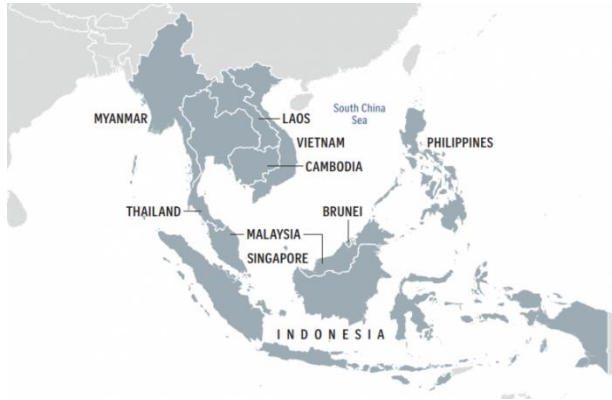 South China
Sea
MYANMAR
LAOS
VIETNAM
PHILIPPINES
CAMBODIA
THAILAND
BRUNEI
MALAYSIA
SINGAPORE
INDONESIA